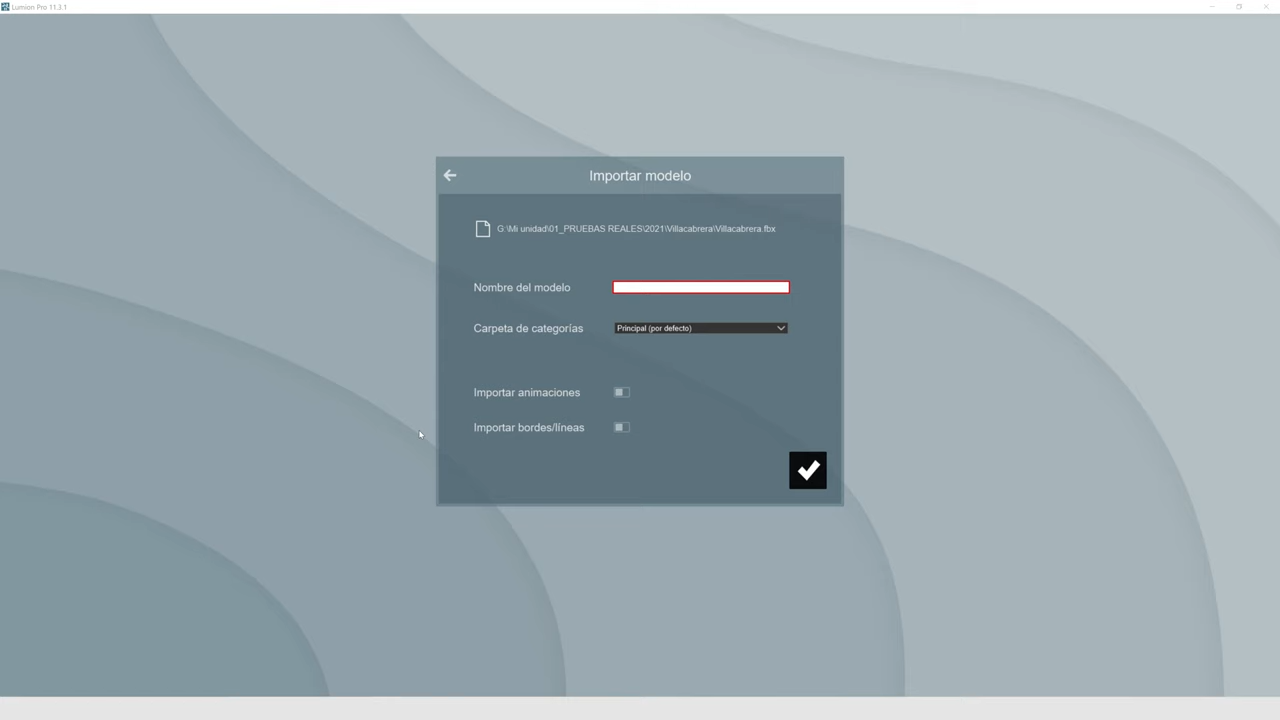 Lumion Pro 11.3.1
Importar modelo
G:\Mi unidad\01_PRUEBAS REALES\2021\Villacabrera\Villacabrera.fbx
Nombre del modelo
Carpeta de categorías
Principal (por defecto)
Importar animaciones
Importar bordes/líneas